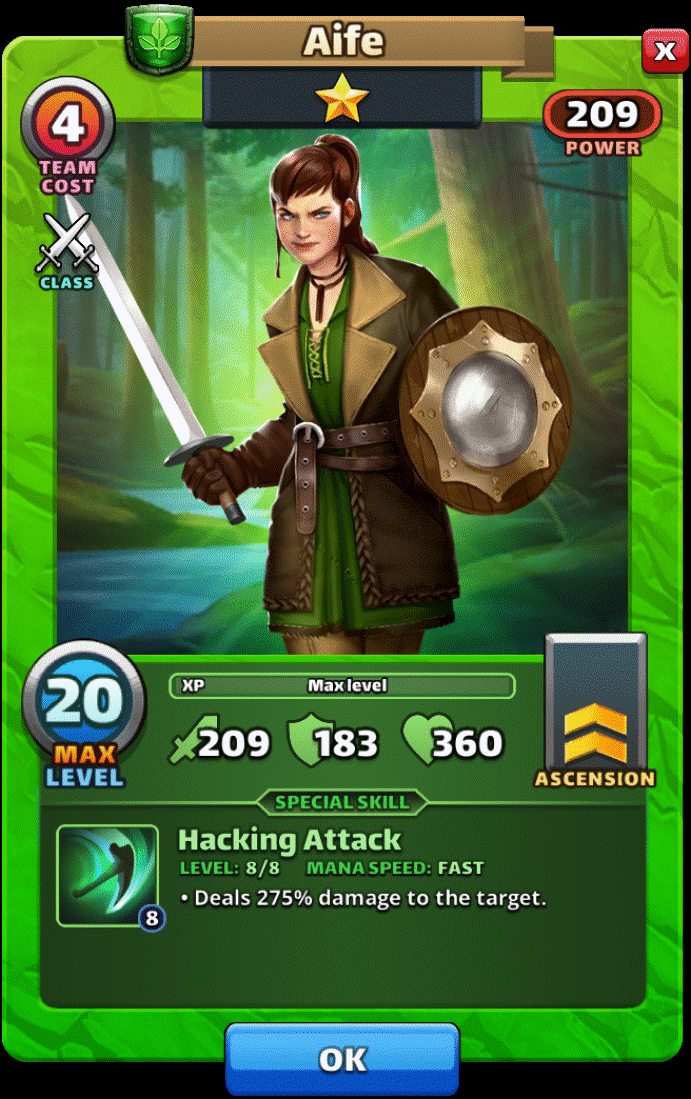 Aife
X
4
TEAM
COST
209
POWER
CLASS
20
MAX
LEVEL
XP Max level
209 183 360
ASCENSION
SPECIAL SKILL
Hacking Attack
LEVEL: 8/8 MANA SPEED: FAST
8
• Deals 275% damage to the target.
OK